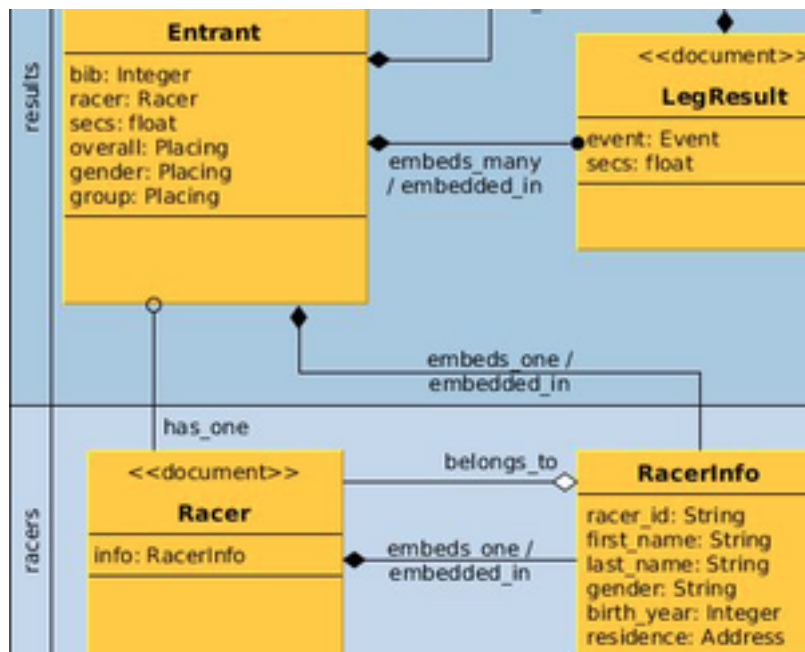 results
Entrant
bib: Integer
racer: Racer
secs: float
overall: Placing
gender: Placing
group: Placing
embeds_many
/ embedded_in
<<document>>
LegResult
event: Event
secs: float
embeds_one /
embedded_in
has_one
racers
<<document>>
Racer
info: RacerInfo
belongs_to
embeds_one /
embedded_in
RacerInfo
racer_id: String
first_name: String
last_name: String
gender: String
birth_year: Integer
residence: Address